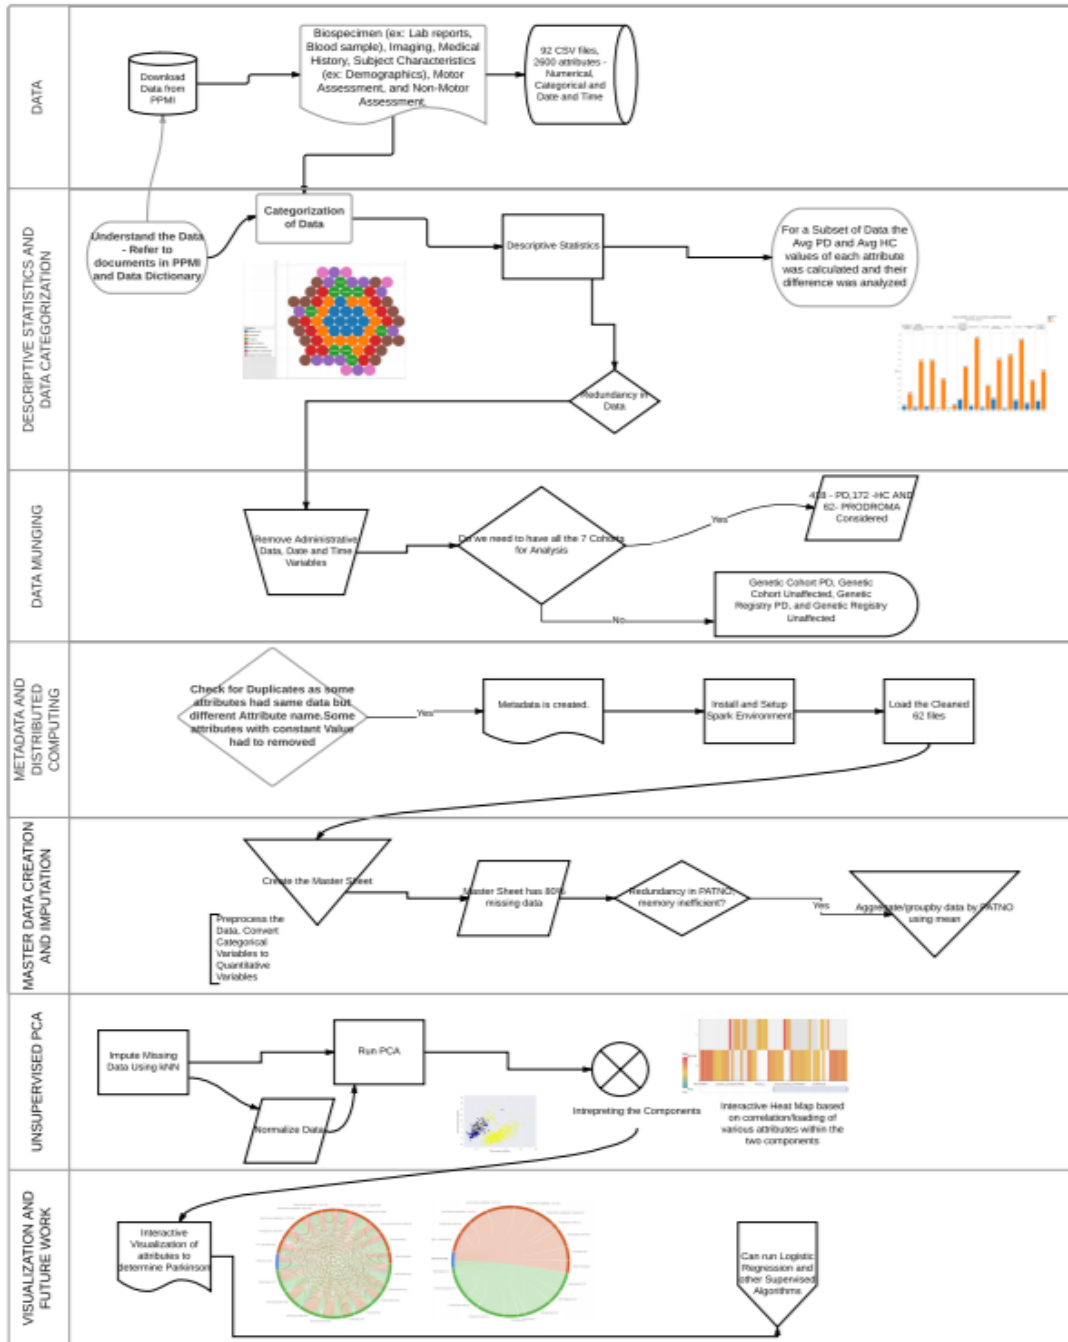 DATA
Download
Data from
PPMI
Biospecimen (ex: Lab reports,
Blood sample), Imaging, Medical
History, Subject Characteristics
(ex: Demographics), Motor
Assessment, and Non-Motor
Assessment.
92 CSV files,
2600 attributes -
Numerical,
Categorical and
Date and Time
DESCRIPTIVE STATISTICS AND
DATA CATEGORIZATION
Understand the Data
- Refer to
documents in PPMI
and Data Dictionary
Categorization
of Data
Descriptive Statistics
For a Subset of Data the
Avg PD and Avg HC
values of each attribute
was calculated and their
difference was analyzed
Redundancy in
Data
DATA MUNGING
Remove Administrative
Data, Date and Time
Variables
Do we need to have all the 7 Cohorts
for Analysis
Yes
- PD,172 -HC AND
62- PRODROMA
Considered
No
Genetic Cohort PD, Genetic
Cohort Unaffected, Genetic
Registry PD, and Genetic Registry
Unaffected
METADATA AND
DISTRIBUTED
COMPUTING
Check for Duplicates as some
attributes had same data but
different Attribute name.Some
attributes with constant Value
had to removed
Yes
Metadata is created.
Install and Setup
Spark Environment
Load the Cleaned
62 files
MASTER DATA CREATION
AND IMPUTATION
Create the Master Sheet
Preprocess the
Data, Convert
Categorical
Variables to
Quantitative
Variables
Master Sheet has 80%
missing data
Redundancy in PATNO,
memory inefficient?
Yes
Aggregate/groupby data by PATNO
using mean
UNSUPERVISED PCA
Impute Missing
Data Using kNN
Normalize Data
Run PCA
Intrepreting the Components
Interactive Heat Map based
on correlation/loading of
various attributes within the
two components
VISUALIZATION AND
FUTURE WORK
Interactive
Visualization of
attributes to
determine Parkinson
Can run Logistic
Regression and
other Supervised
Algorithms